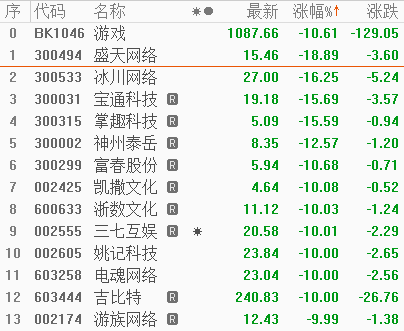 序 代码 名称 ✷● 最新 涨幅%↑ 涨跌
0 BK1046 游戏 1087.66 -10.61 -129.05
1 300494 盛天网络 15.46 -18.89 -3.60
2 300533 冰川网络 27.00 -16.25 -5.24
3 300031 宝通科技 R 19.18 -15.69 -3.57
4 300315 掌趣科技 R 5.09 -15.59 -0.94
5 300002 神州泰岳 R 8.35 -12.57 -1.20
6 300299 富春股份 R 5.94 -10.68 -0.71
7 002425 凯撒文化 R 4.64 -10.08 -0.52
8 600633 浙数文化 R 11.12 -10.03 -1.24
9 002555 三七互娱 R ✷ 20.58 -10.01 -2.29
10 002605 姚记科技 23.84 -10.00 -2.65
11 603258 电魂网络 23.04 -10.00 -2.56
12 603444 吉比特 R 240.83 -10.00 -26.76
13 002174 游族网络 R 12.43 -9.99 -1.38